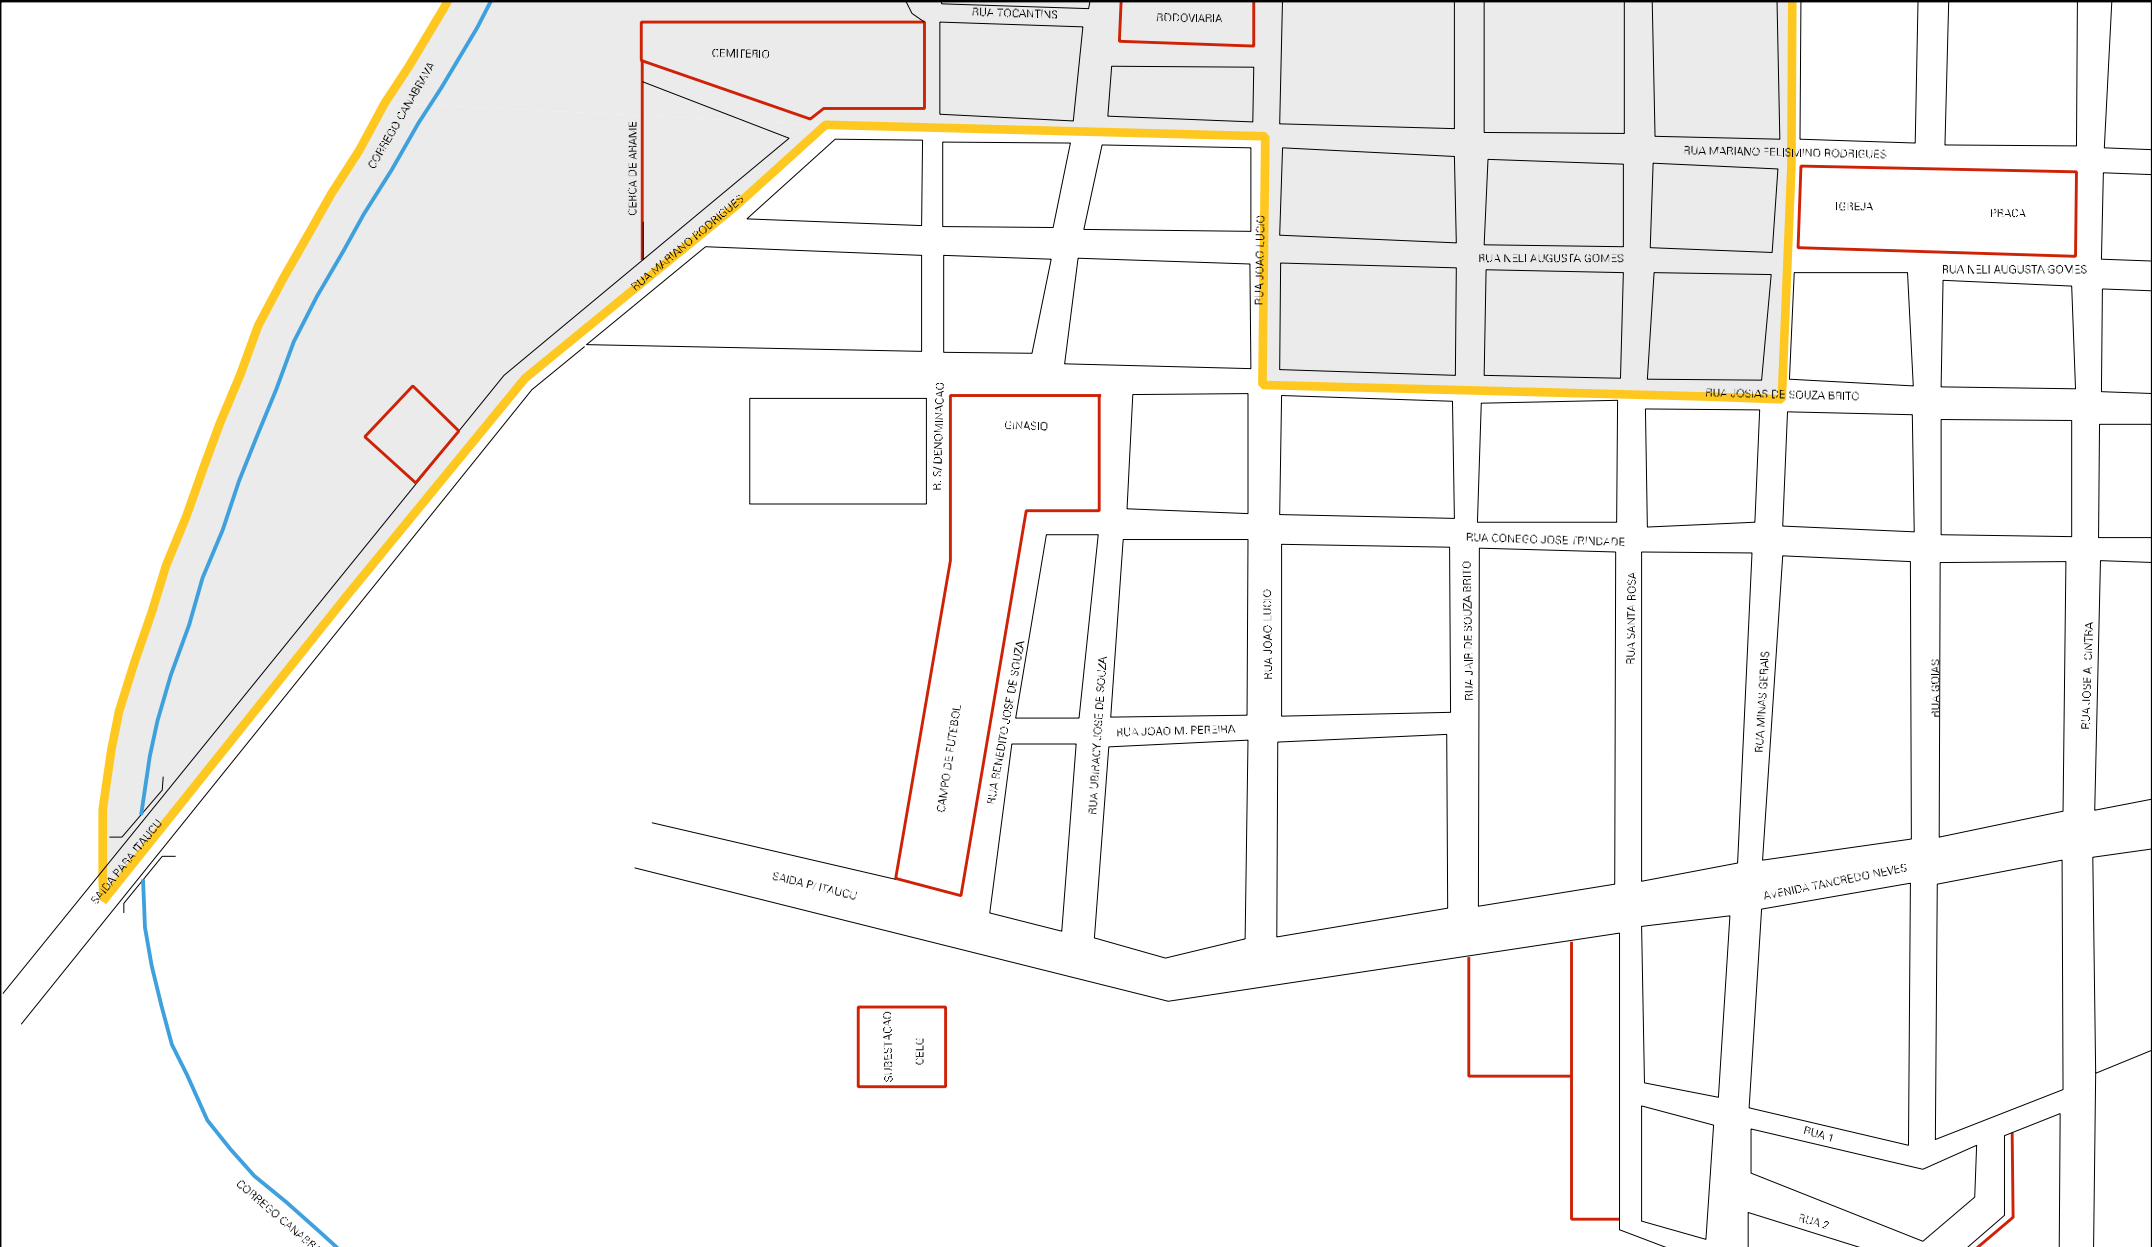 RUA TOCANTINS
RODOVIARIA
CEMITERIO
CORREGO CANABRAVA
CERCA DE ARAME
RUA MARIANO FELISMINO RODRIGUES
RUA MARIANO RODRIGUES
IGREJA
PRACA
RUA JOAO LUCIO
RUA NELI AUGUSTA GOMES
RUA NELI AUGUSTA GOMES
RUA JOSIAS DE SOUZA BRITO
R. S/ DENOMINACAO
GINASIO
RUA CONEGO JOSE TRINDADE
RUA JOAO LUCIO
RUA JAIR DE SOUZA BRITO
RUA SANTA ROSA
RUA MINAS GERAIS
RUA GOIAS
RUA JOSE A. CINTRA
RUA BENEDITO JOSE DE SOUZA
RUA UBIRACY JOSE DE SOUZA
CAMPO DE FUTEBOL
RUA JOAO M. PEREIRA
SAIDA PARA ITAUCU
SAIDA P/ ITAUCU
AVENIDA TANCREDO NEVES
SUBESTACAO
CELG
RUA 1
RUA 2
CORREGO CANABRA